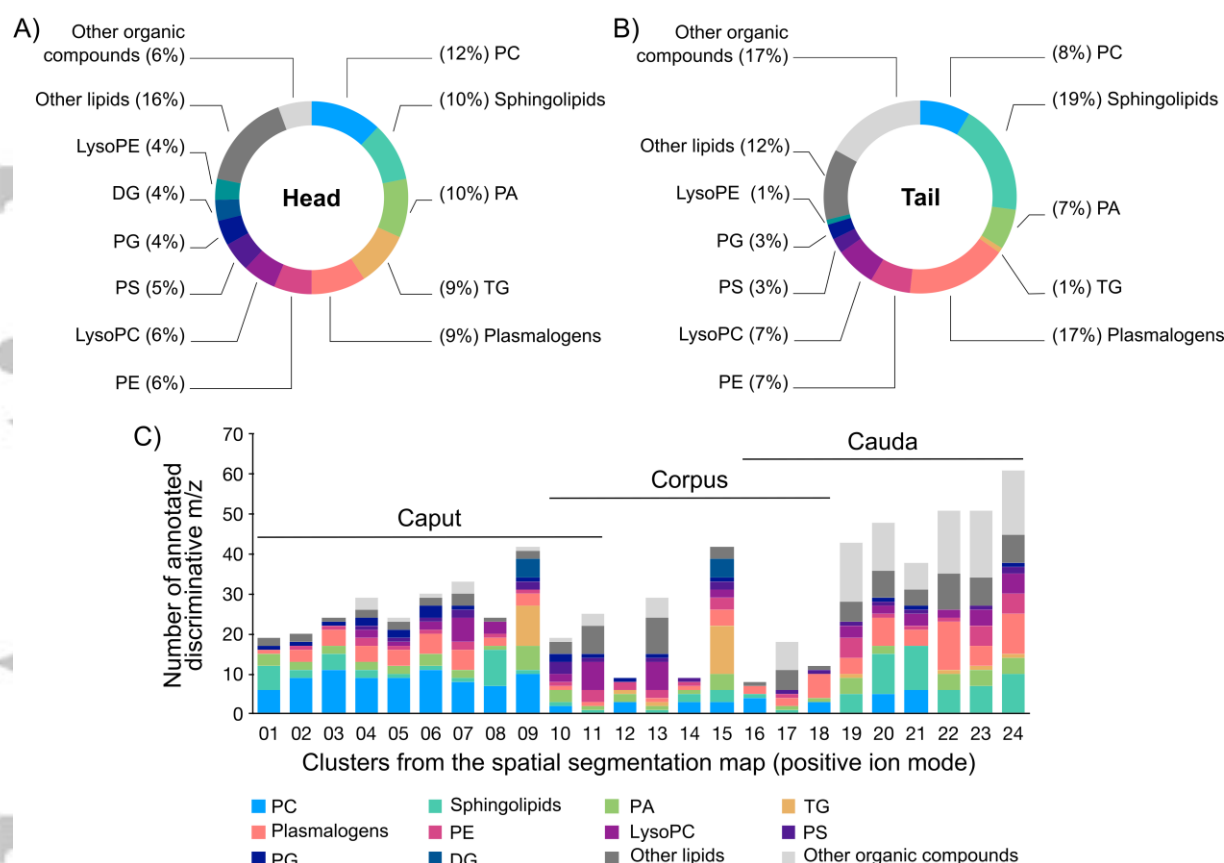 A)
Other organic
compounds (6%)
(12%) PC
Other lipids (16%)
(10%) Sphingolipids
LysoPE (4%)
DG (4%)
Head
(10%) PA
PG (4%)
PS (5%)
(9%) TG
LysoPC (6%)
(9%) Plasmalogens
PE (6%)
B)
Other organic
compounds (17%)
(8%) PC
(19%) Sphingolipids
Other lipids (12%)
LysoPE (1%)
Tail
(7%) PA
PG (3%)
PS (3%)
(1%) TG
LysoPC (7%)
(17%) Plasmalogens
PE (7%)
C)
Number of annotated
discriminative m/z
70
60
50
40
30
20
10
0
Caput
Corpus
Cauda
01 02 03 04 05 06 07 08 09 10 11 12 13 14 15 16 17 18 19 20 21 22 23 24
Clusters from the spatial segmentation map (positive ion mode)
PC Sphingolipids PA TG
Plasmalogens PE LysoPC PS
PG DG Other lipids Other organic compounds